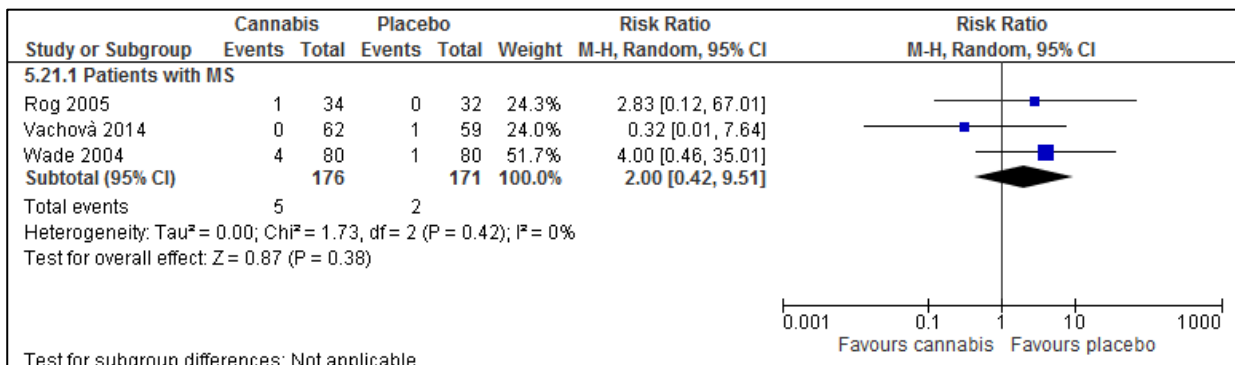 Cannabis Placebo Risk Ratio Risk Ratio
Study or Subgroup Events Total Events Total Weight M-H, Random, 95% CI M-H, Random, 95% CI
5.21.1 Patients with MS
Rog 2005 1 34 0 32 24.3% 2.83 [0.12, 67.01]
Vachovà 2014 0 62 1 59 24.0% 0.32 [0.01, 7.64]
Wade 2004 4 80 1 80 51.7% 4.00 [0.46, 35.01]
Subtotal (95% CI) 176 171 100.0% 2.00 [0.42, 9.51]
Total events 5 2
Heterogeneity: Tau² = 0.00; Chi² = 1.73, df = 2 (P = 0.42); I² = 0%
Test for overall effect: Z = 0.87 (P = 0.38)
0.001 0.1 1 10 1000
Favours cannabis Favours placebo
Test for subgroup differences: Not applicable